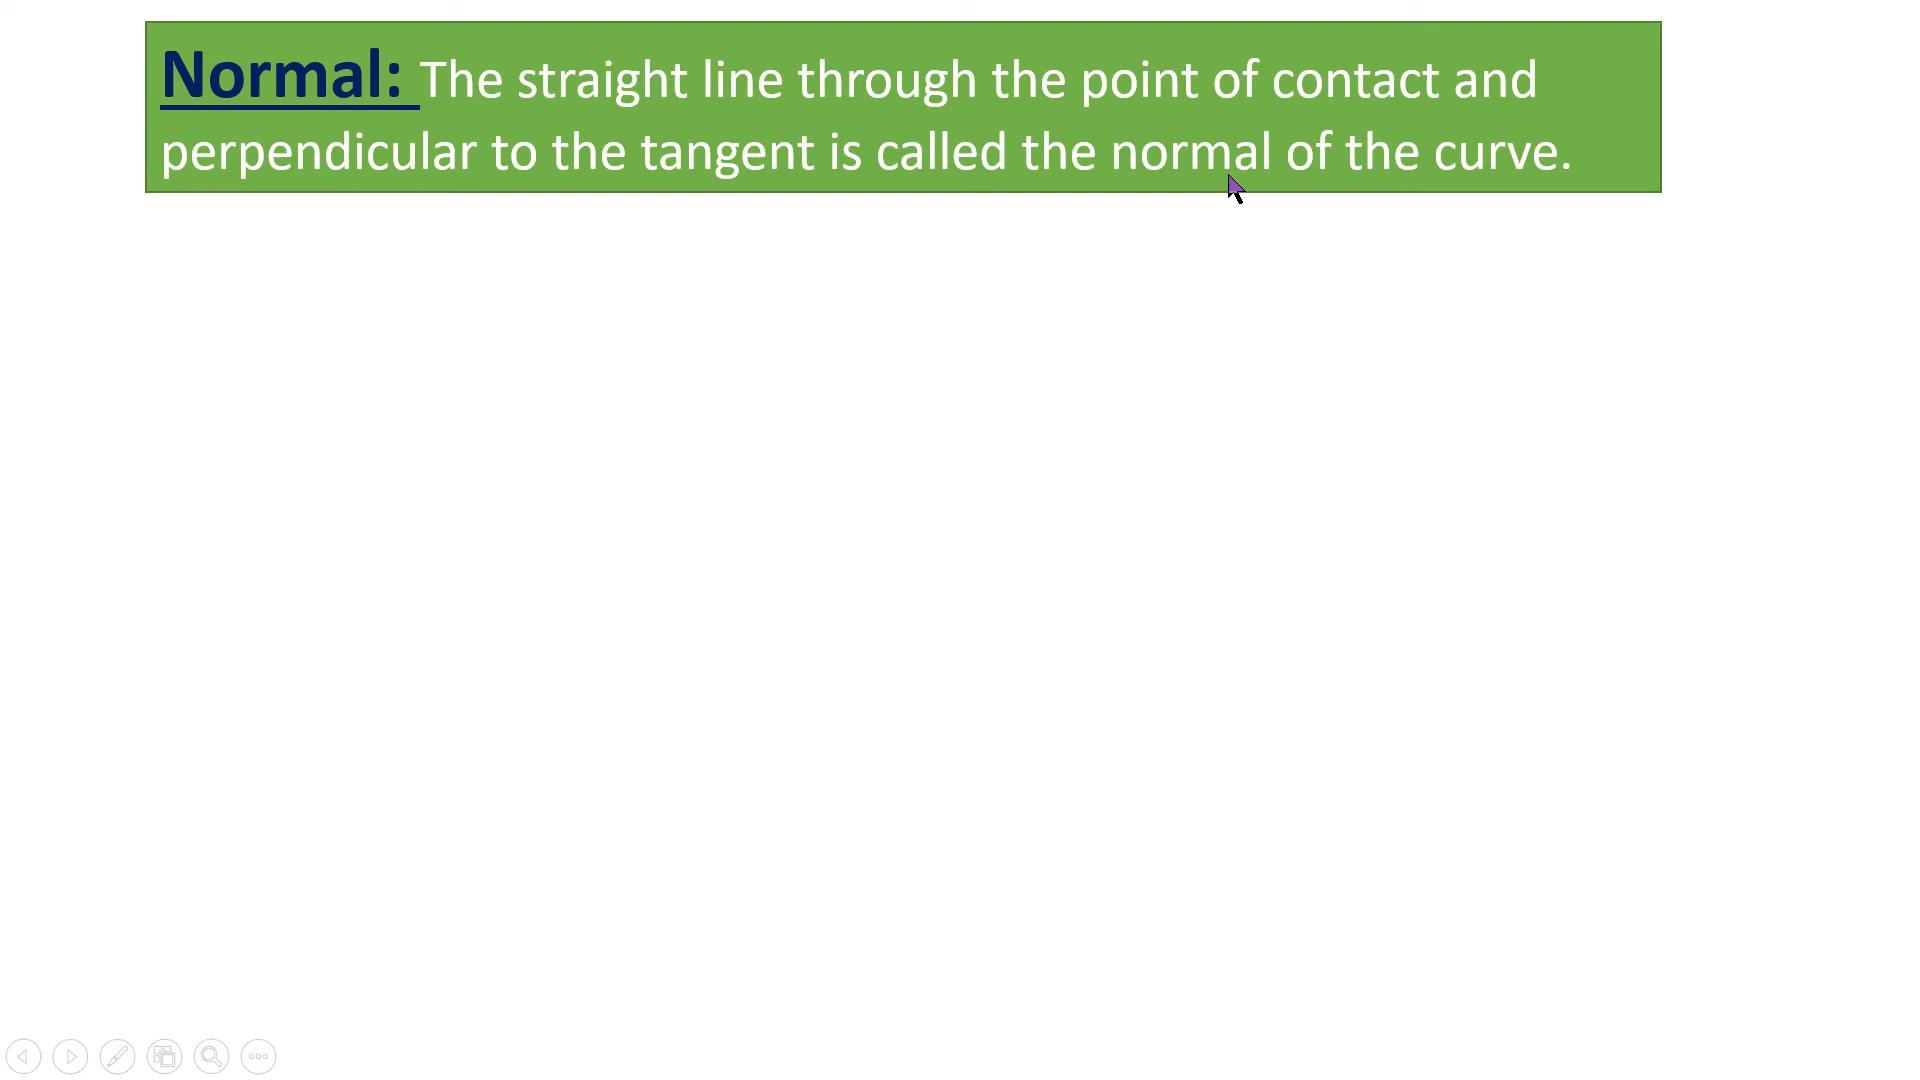 Normal: The straight line through the point of contact and
perpendicular to the tangent is called the normal of the curve.